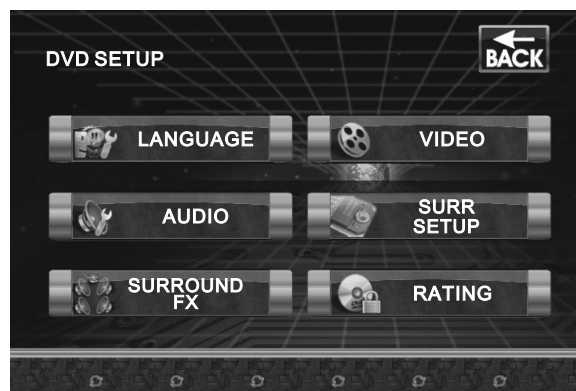 DVD SETUP
BACK
LANGUAGE
VIDEO
AUDIO
SURR
SETUP
SURROUND
FX
RATING